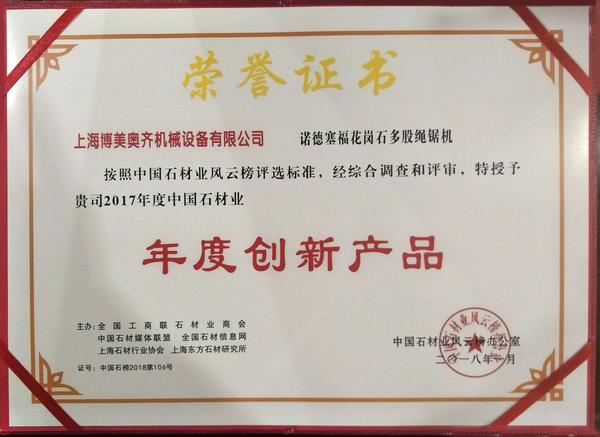 荣誉证书
上海博美奥齐机械设备有限公司 诺德塞福花岗石多股绳锯机
按照中国石材业风云榜评选标准，经综合调查和评审，特授予
贵司2017年度中国石材业
年度创新产品
主办：全国工商联石材业商会
中国石材媒体联盟 全国石材信息网
上海石材行业协会 上海东方石材研究所
证号：中国石榜2018第106号
中国石材业风云榜办公室
二〇一八年一月